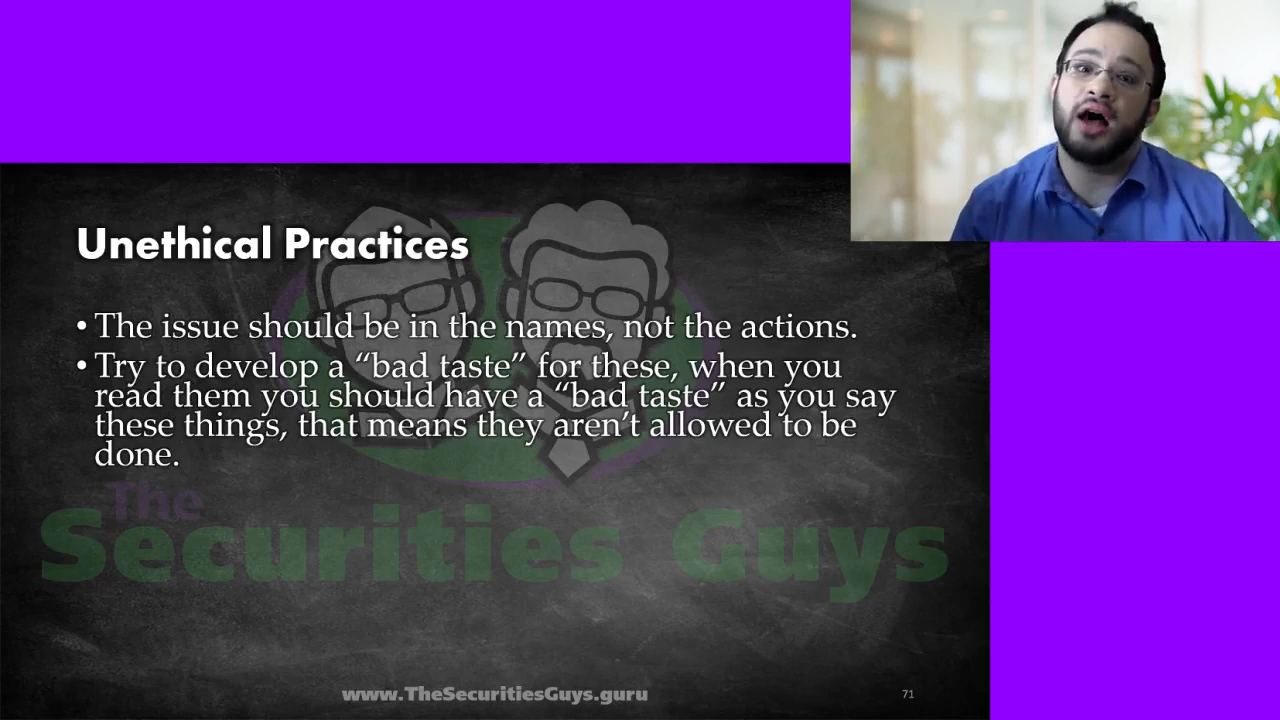 Unethical Practices
• The issue should be in the names, not the actions.
• Try to develop a “bad taste” for these, when you
read them you should have a “bad taste” as you say
these things, that means they aren’t allowed to be
done.
The
Securities Guys
www.TheSecuritiesGuys.guru
71